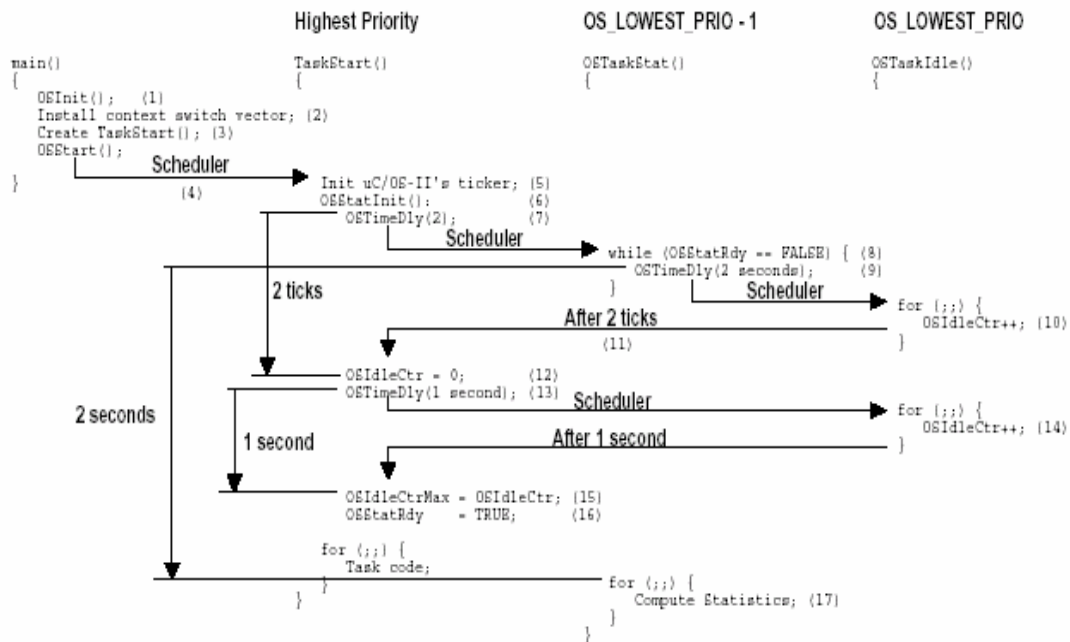 Highest Priority OS_LOWEST_PRIO - 1 OS_LOWEST_PRIO
main() TaskStart() OSTaskStat() OSTaskIdle()
{ { { {
OSInit(); (1)
Install context switch vector; (2)
Create TaskStart(); (3)
OSStart();
Scheduler
} (4) Init uC/OS-II's ticker; (5)
OSStatInit(): (6)
OSTimeDly(2); (7)
Scheduler while (OSStatRdy == FALSE) { (8)
OSTimeDly(2 seconds); (9)
2 ticks } Scheduler
for (;;) {
After 2 ticks OSIdleCtr++; (10)
(11) }
OSIdleCtr = 0; (12)
OSTimeDly(1 second); (13)
2 seconds Scheduler for (;;) {
OSIdleCtr++; (14)
1 second After 1 second }
OSIdleCtrMax = OSIdleCtr; (15)
OSStatRdy = TRUE; (16)
for (;;) {
Task code;
} for (;;) {
} Compute Statistics; (17)
}
}